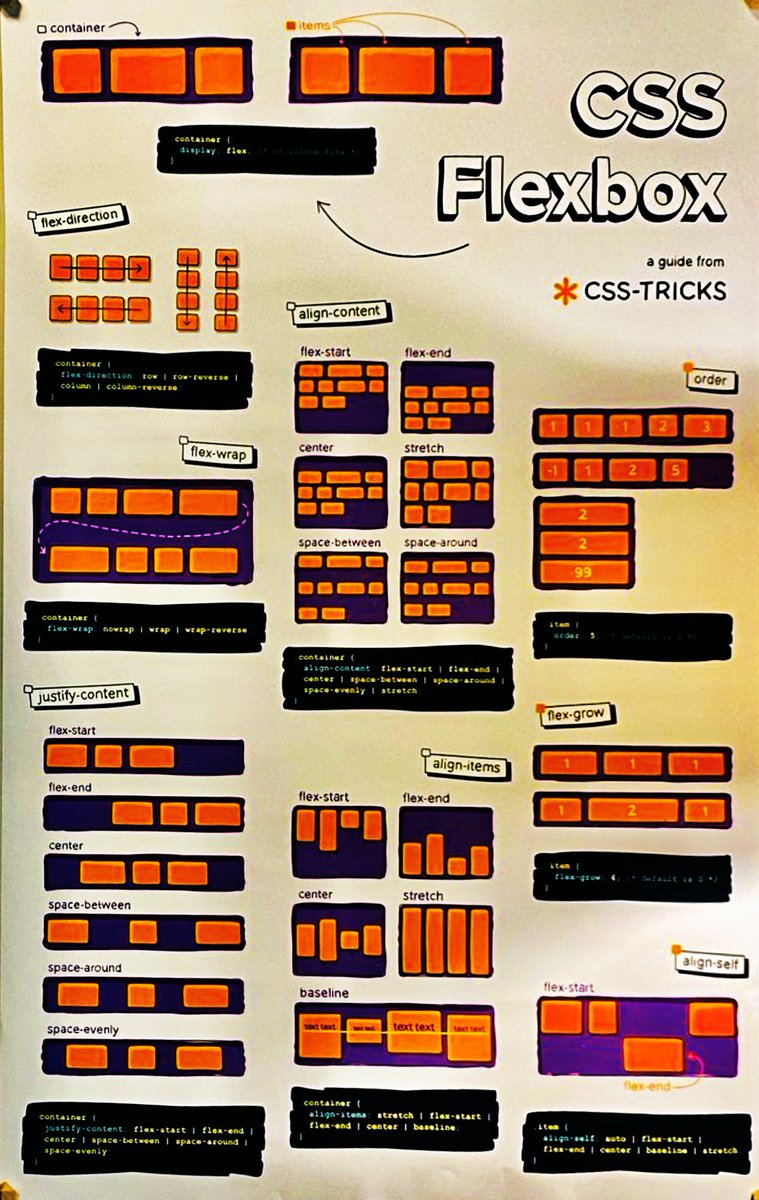 container
items
CSS
Flexbox
a guide from
CSS-TRICKS
container {
display: flex; /* or inline-flex */
}
flex-direction
.container {
flex-direction row | row-reverse |
column | column-reverse
}
flex-wrap
container {
flex-wrap: nowrap | wrap | wrap-reverse
}
justify-content
flex-start
flex-end
center
space-between
space-around
space-evenly
container {
justify-content: flex-start | flex-end |
center | space-between | space-around |
space-evenly
}
align-content
flex-start
flex-end
center
stretch
space-between
space-around
container {
align-content flex-start | flex-end |
center | space-between | space-around |
space-evenly | stretch
}
align-items
flex-start
flex-end
center
stretch
baseline
text text
text text
text text
text text
container {
align-items: stretch | flex-start |
flex-end | center | baseline;
}
order
1 1 1 2 3
-1 1 2 5
2
2
99
item {
order: 5; /* default is 0 */
}
flex-grow
1 1 1
1 2 1
.item {
flex-grow: 4; /* default is 0 */
}
align-self
flex-start
flex-end
.item {
align-self: auto | flex-start |
flex-end | center | baseline | stretch
}